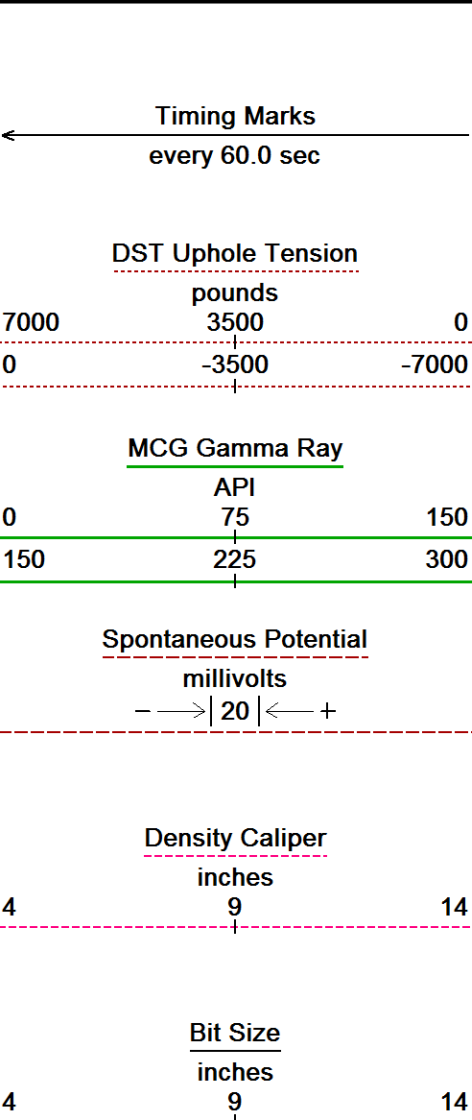 Timing Marks
every 60.0 sec
DST Uphole Tension
pounds
7000 3500 0
0 -3500 -7000
MCG Gamma Ray
API
0 75 150
150 225 300
Spontaneous Potential
millivolts
− 20 +
Density Caliper
inches
4 9 14
Bit Size
inches
4 9 14